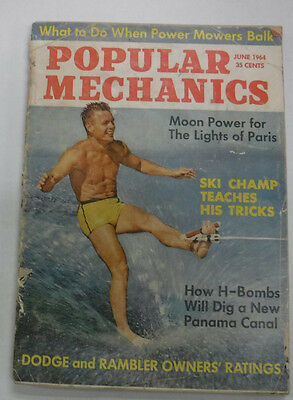 What to Do When Power Mowers Balk
POPULAR
MECHANICS
JUNE 1964
35 CENTS
Moon Power for
The Lights of Paris
SKI CHAMP
TEACHES
HIS TRICKS
How H-Bombs
Will Dig a New
Panama Canal
DODGE and RAMBLER OWNERS' RATINGS